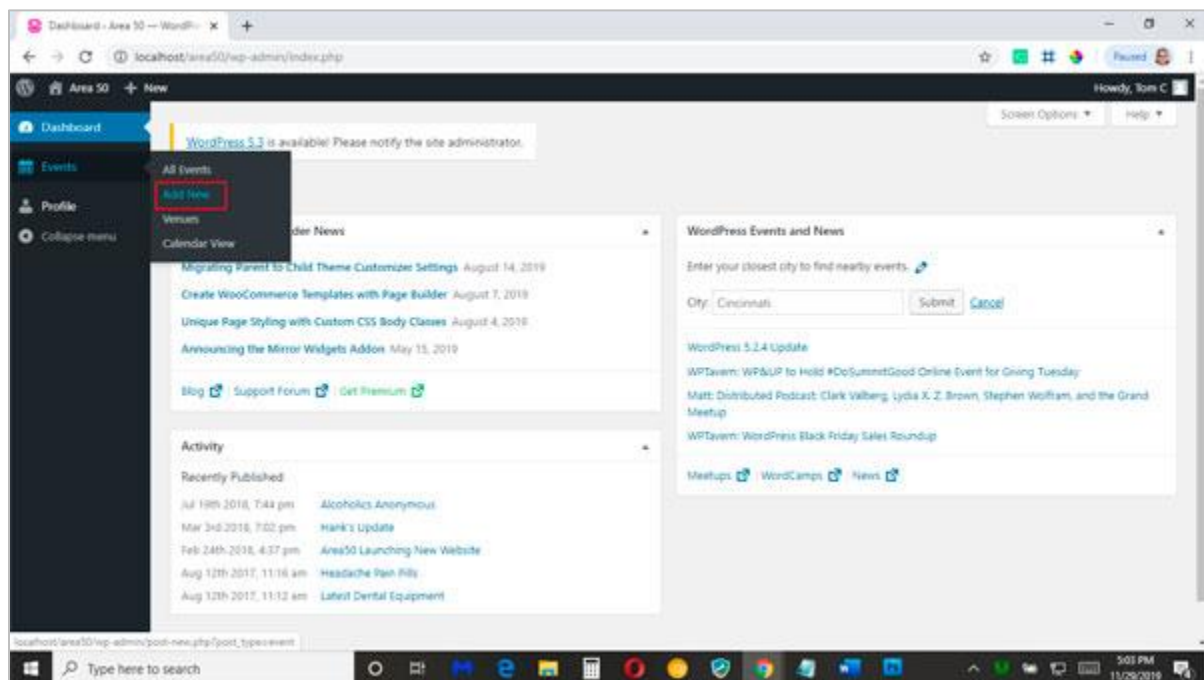 Dashboard ‹ Area 50 — WordPr
localhost/area50/wp-admin/index.php
Paused
Area 50
New
Howdy, Tom C
Screen Options
Help
Dashboard
WordPress 5.3 is available! Please notify the site administrator.
Events
All Events
Add New
Profile
Venues
Collapse menu
Calendar View
der News
Migrating Parent to Child Theme Customizer Settings August 14, 2019
Create WooCommerce Templates with Page Builder August 7, 2019
Unique Page Styling with Custom CSS Body Classes August 4, 2019
Announcing the Mirror Widgets Addon May 15, 2019
Blog Support Forum Get Premium
Activity
Recently Published
Jul 19th 2018, 7:44 pm Alcoholics Anonymous
Mar 3rd 2018, 7:02 pm Hank's Update
Feb 24th 2018, 4:37 pm Area50 Launching New Website
Aug 12th 2017, 11:16 am Headache Pain Pills
Aug 12th 2017, 11:12 am Latest Dental Equipment
WordPress Events and News
Enter your closest city to find nearby events.
City: Cincinnati Submit Cancel
WordPress 5.2.4 Update
WPTavern: WP&UP to Hold #DoSummitGood Online Event for Giving Tuesday
Matt: Distributed Podcast: Clark Valberg, Lydia X. Z. Brown, Stephen Wolfram, and the Grand
Meetup
WPTavern: WordPress Black Friday Sales Roundup
Meetups WordCamps News
localhost/area50/wp-admin/post-new.php?post_type=event
Type here to search
5:03 PM
11/29/2019